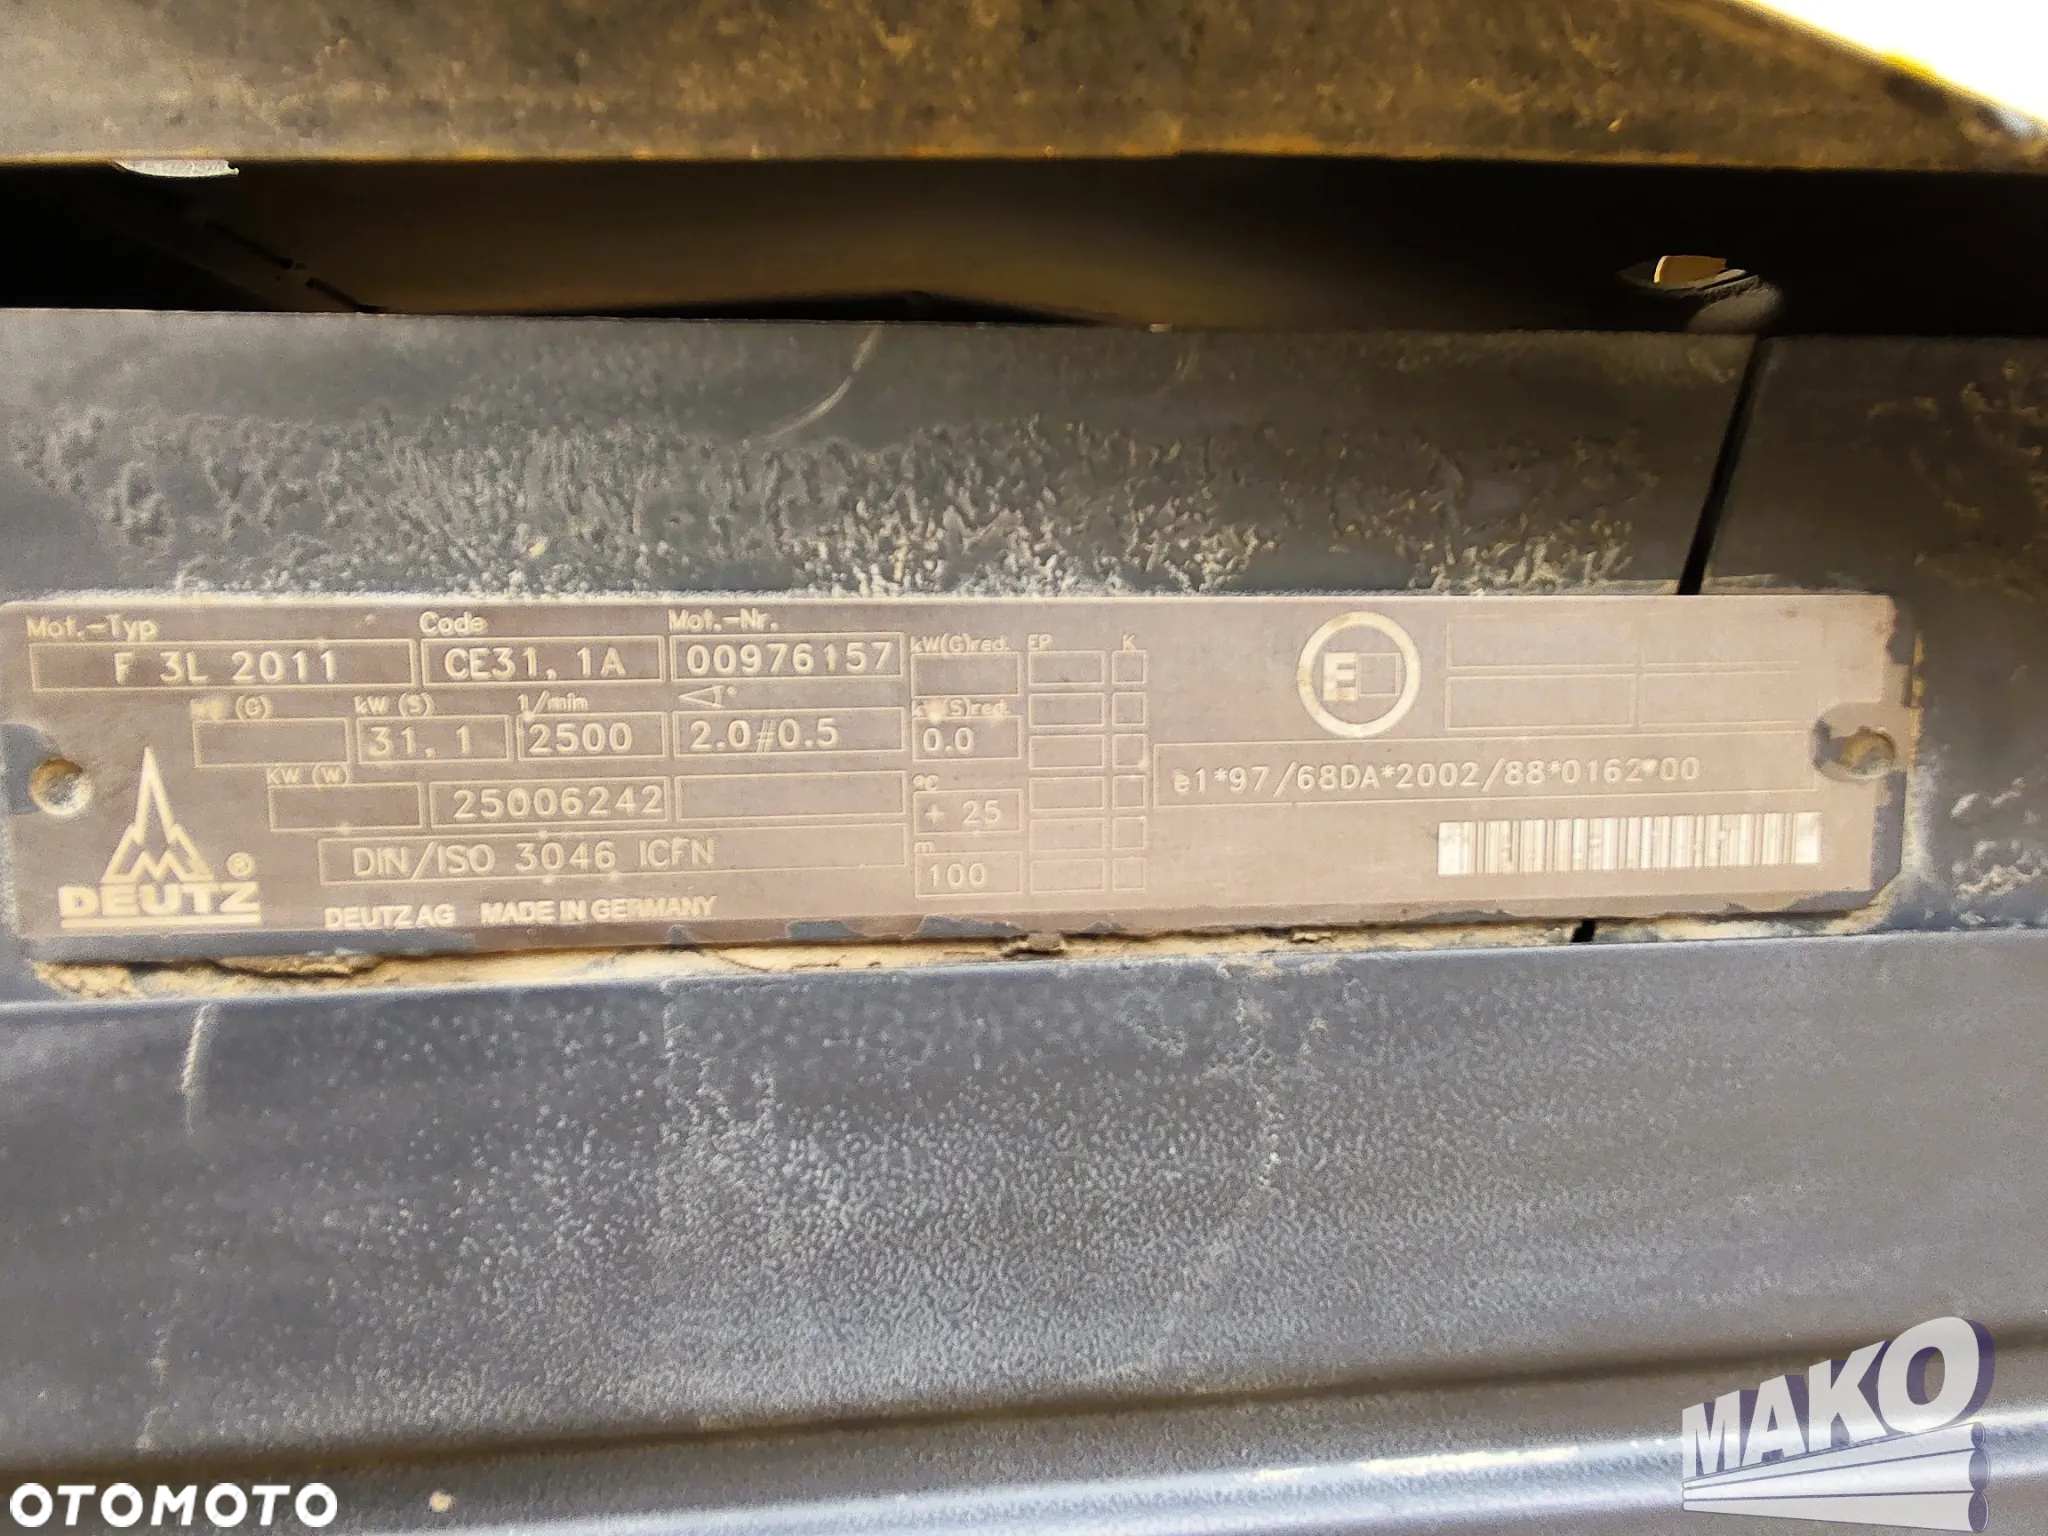 Mot.-Typ Code Mot.-Nr.
F 3L 2011 CE31,1A 00976157 kW(G)red. EP K
(G) kW (S) 1/min °
31,1 2500 2.0#0.5 (S)red.
0.0
KW (W) °C
25006242 + 25
DIN/ISO 3046 ICFN m
100
DEUTZ ®
DEUTZ AG MADE IN GERMANY
E
e1*97/68DA*2002/88*0162*00
MAKO
OTOMOTO